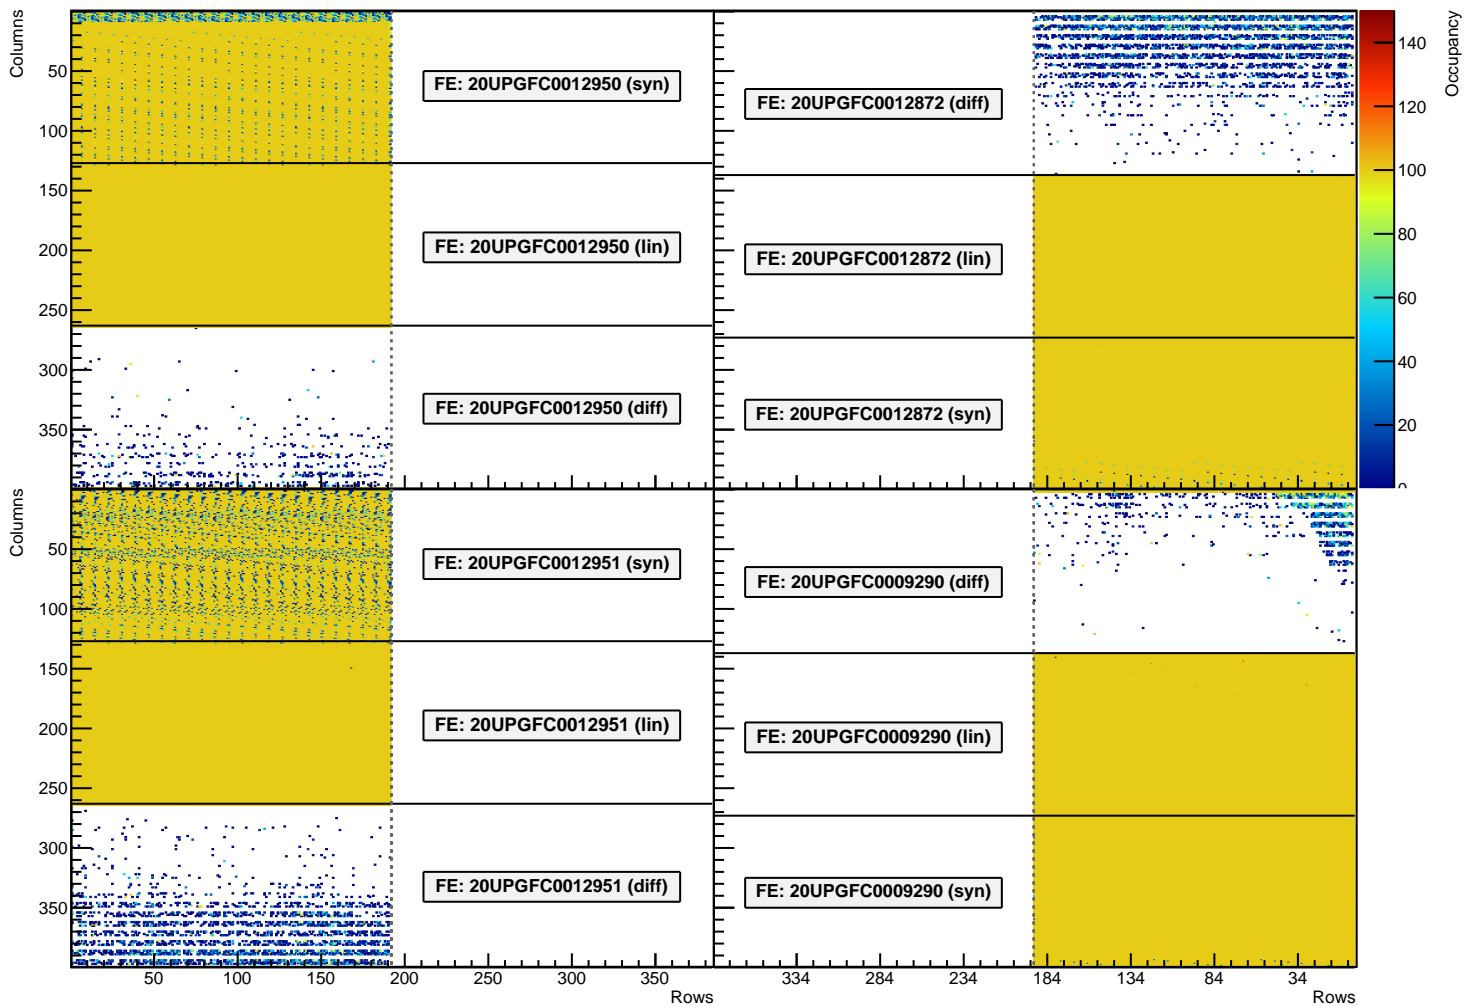 Columns
50
100
150
200
250
300
350
FE: 20UPGFC0012950 (syn)
FE: 20UPGFC0012950 (lin)
FE: 20UPGFC0012950 (diff)
FE: 20UPGFC0012872 (diff)
FE: 20UPGFC0012872 (lin)
FE: 20UPGFC0012872 (syn)
Occupancy
140
120
100
80
60
40
20
0
Columns
50
100
150
200
250
300
350
FE: 20UPGFC0012951 (syn)
FE: 20UPGFC0012951 (lin)
FE: 20UPGFC0012951 (diff)
FE: 20UPGFC0009290 (diff)
FE: 20UPGFC0009290 (lin)
FE: 20UPGFC0009290 (syn)
50 100 150 200 250 300 350
Rows
334 284 234 184 134 84 34
Rows